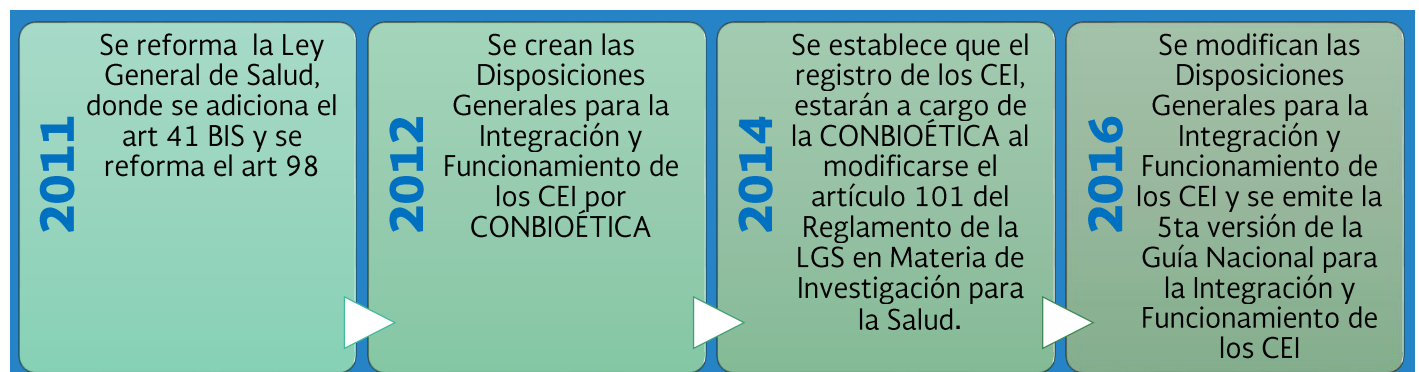 2011
Se reforma  la Ley
General de Salud,
donde se adiciona el
art 41 BIS y se
reforma el art 98
2012
Se crean las
Disposiciones
Generales para la
Integración y
Funcionamiento de
los CEI por
CONBIOÉTICA
2014
Se establece que el
registro de los CEI,
estarán a cargo de
la CONBIOÉTICA al
modificarse el
artículo 101 del
Reglamento de la
LGS en Materia de
Investigación para
la Salud.
2016
Se modifican las
Disposiciones
Generales para la
Integración y
Funcionamiento de
los CEI y se emite la
5ta versión de la
Guía Nacional para
la Integración y
Funcionamiento de
los CEI